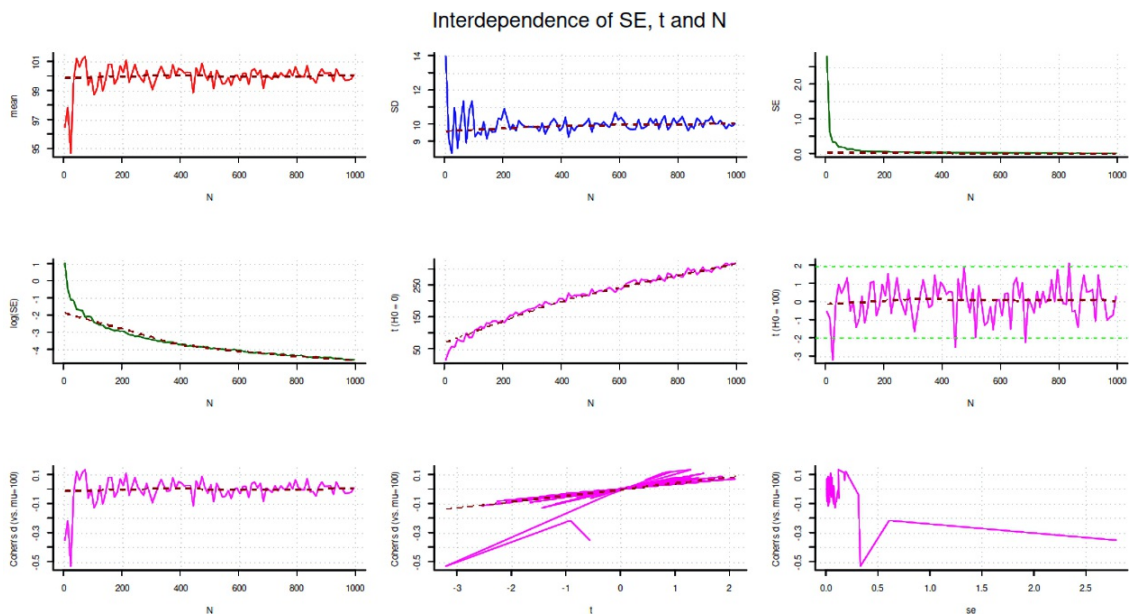 Interdependence of SE, t and N
mean
101
99
97
95
0 200 400 600 800 1000
N
SD
14
12
10
9
0 200 400 600 800 1000
N
SE
2.0
1.0
0.0
0 200 400 600 800 1000
N
log(SE)
1
0
-1
-2
-4
0 200 400 600 800 1000
N
t (H0 = 0)
250
150
50
0 200 400 600 800 1000
N
t (H0 = 100)
2
1
0
-1
-2
-3
0 200 400 600 800 1000
N
Cohen's d (vs. mu=100)
0.1
-0.1
-0.3
-0.5
0 200 400 600 800 1000
N
Cohen's d (vs. mu=100)
0.1
-0.1
-0.3
-0.5
-3 -2 -1 0 1 2
t
Cohen's d (vs. mu=100)
0.1
-0.1
-0.3
-0.5
0.0 0.5 1.0 1.5 2.0 2.5
se